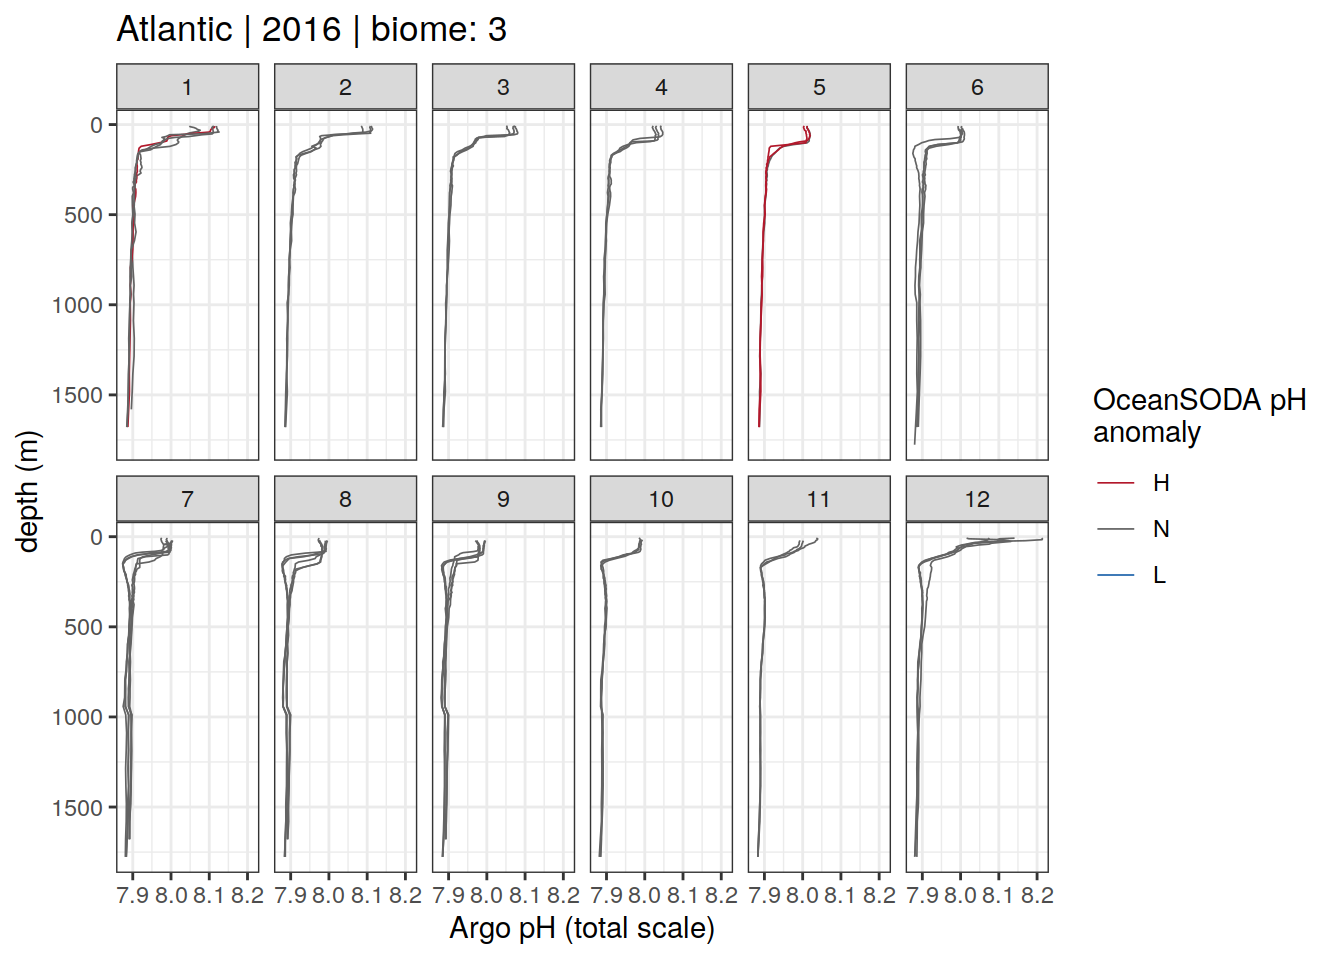 Atlantic | 2016 | biome: 3
1 2 3 4 5 6
0
500
1000
1500
7 8 9 10 11 12
0
500
1000
1500
7.9 8.0 8.1 8.2 7.9 8.0 8.1 8.2 7.9 8.0 8.1 8.2 7.9 8.0 8.1 8.2 7.9 8.0 8.1 8.2 7.9 8.0 8.1 8.2
Argo pH (total scale)
depth (m)
OceanSODA pH
anomaly
H
N
L